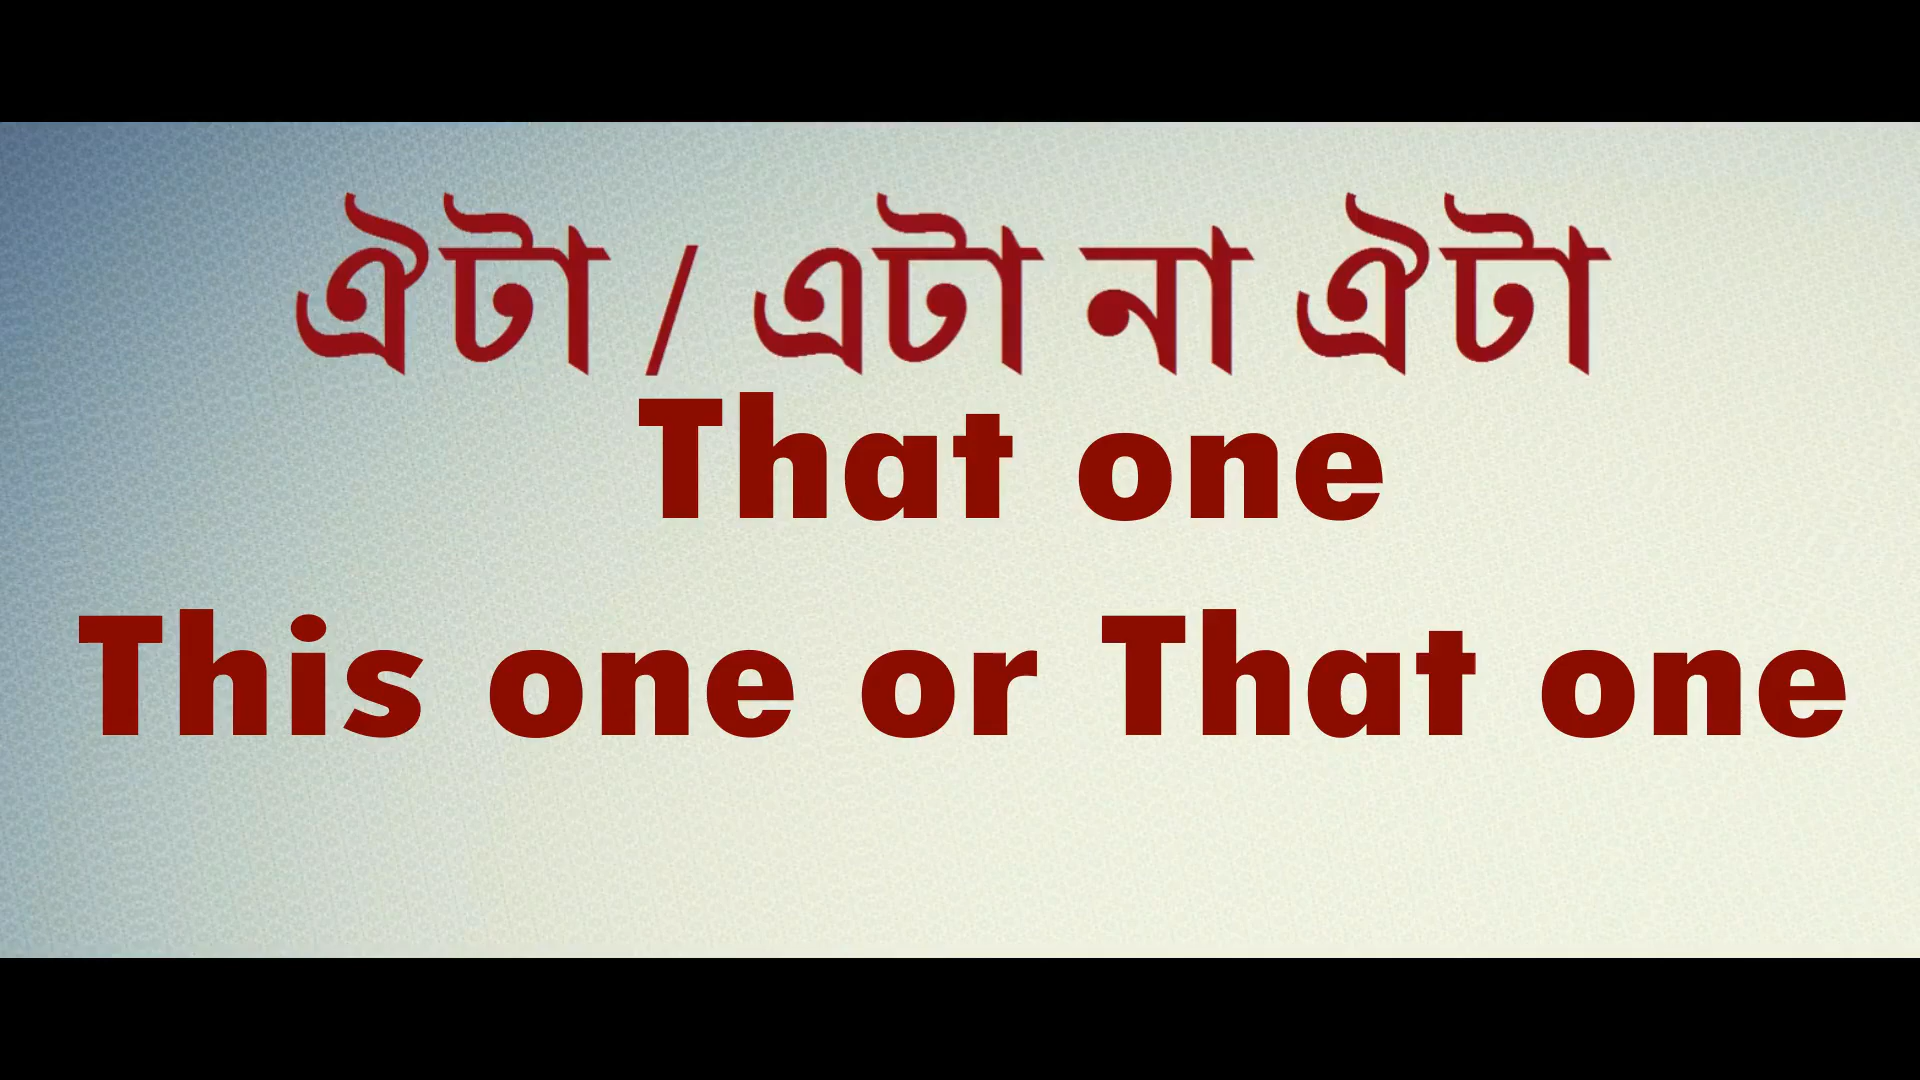 ঐটা / এটা না ঐটা
That one
This one or That one